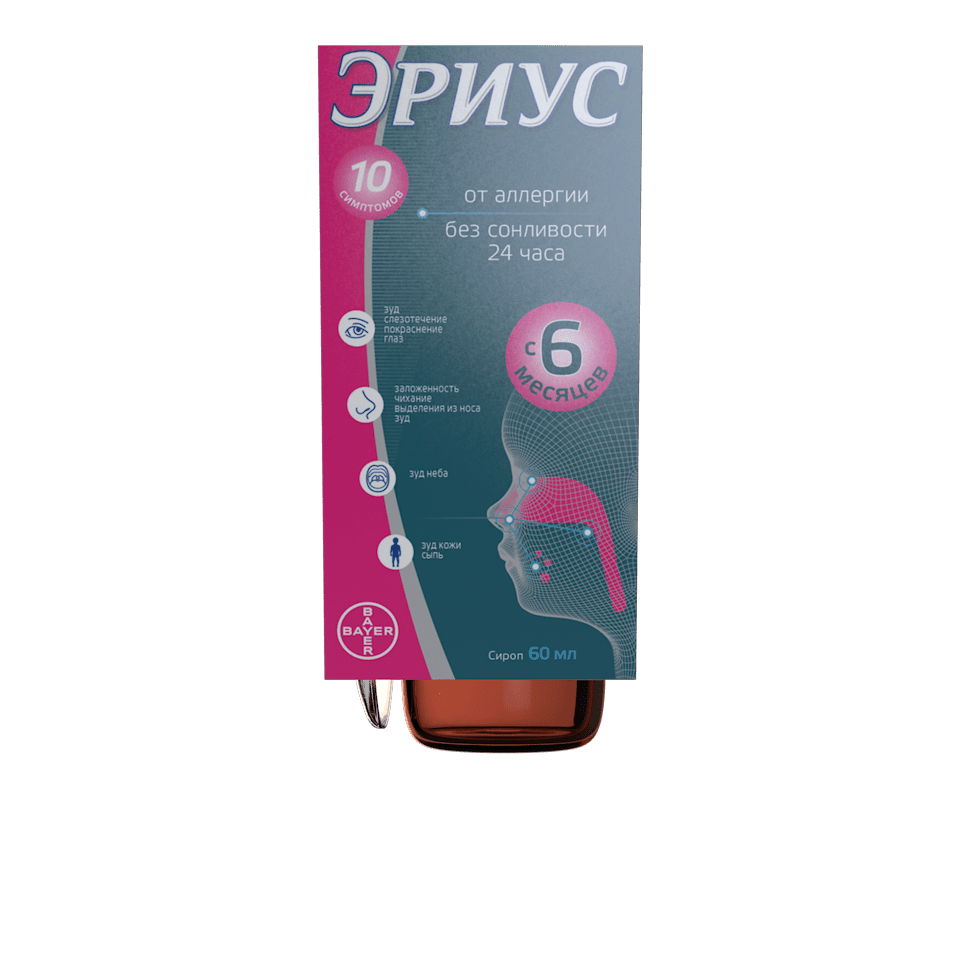 ЭРИУС
10
СИМПТОМОВ
от аллергии
без сонливости
24 часа
зуд
слезотечение
покраснение
глаз
с 6
месяцев
заложенность
чихание
выделения из носа
зуд
зуд неба
зуд кожи
сыпь
BAYER
BAYER
Сироп 60 мл